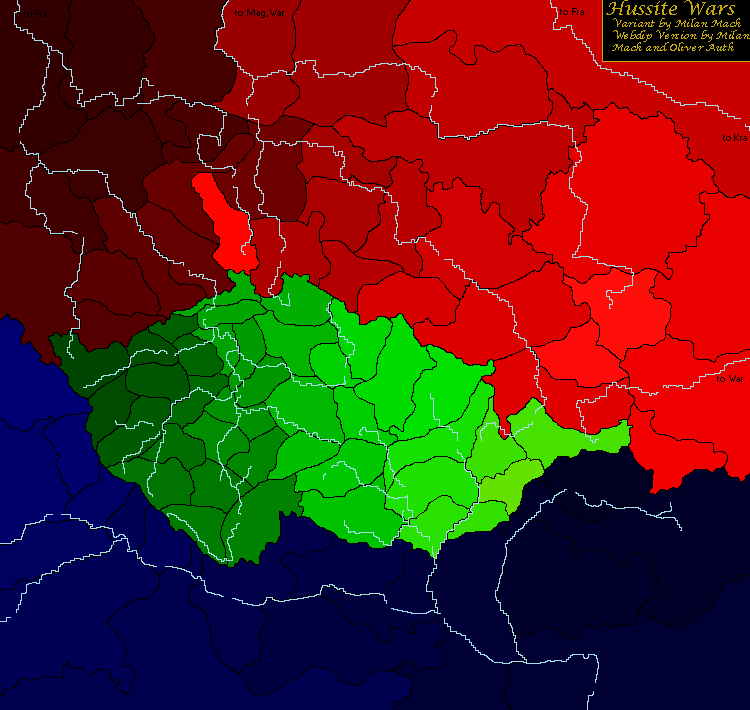 to Fra
to Mag, War
to Fra
Hussite Wars
Variant by Milan Mach
Webdip Version by Milan
Mach and Oliver Auth
to Kra
to War